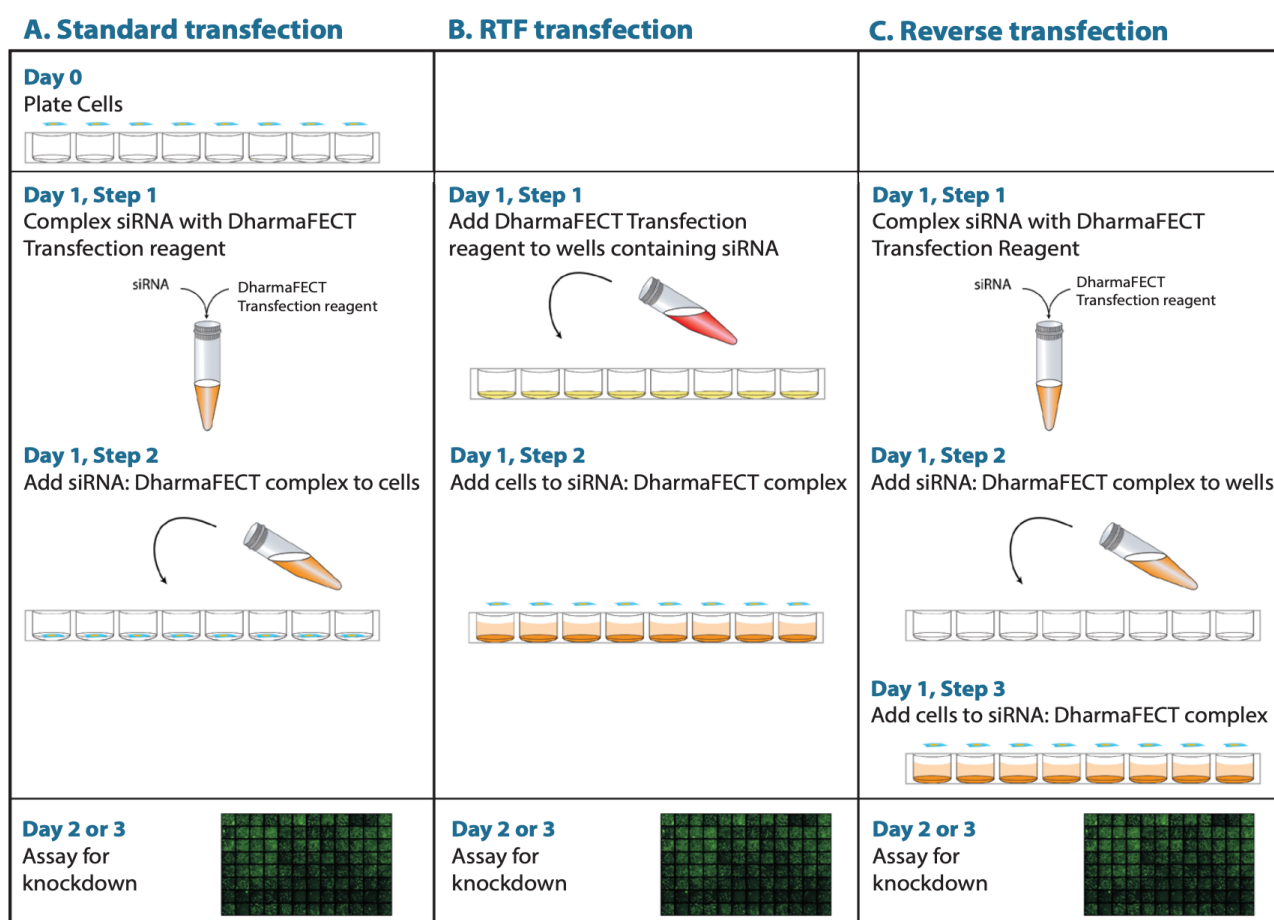 A. Standard transfection
Day 0
Plate Cells
Day 1, Step 1
Complex siRNA with DharmaFECT
Transfection reagent
siRNA
DharmaFECT
Transfection reagent
Day 1, Step 2
Add siRNA: DharmaFECT complex to cells
Day 2 or 3
Assay for
knockdown
B. RTF transfection
Day 1, Step 1
Add DharmaFECT Transfection
reagent to wells containing siRNA
Day 1, Step 2
Add cells to siRNA: DharmaFECT complex
Day 2 or 3
Assay for
knockdown
C. Reverse transfection
Day 1, Step 1
Complex siRNA with DharmaFECT
Transfection Reagent
siRNA
DharmaFECT
Transfection reagent
Day 1, Step 2
Add siRNA: DharmaFECT complex to wells
Day 1, Step 3
Add cells to siRNA: DharmaFECT complex
Day 2 or 3
Assay for
knockdown